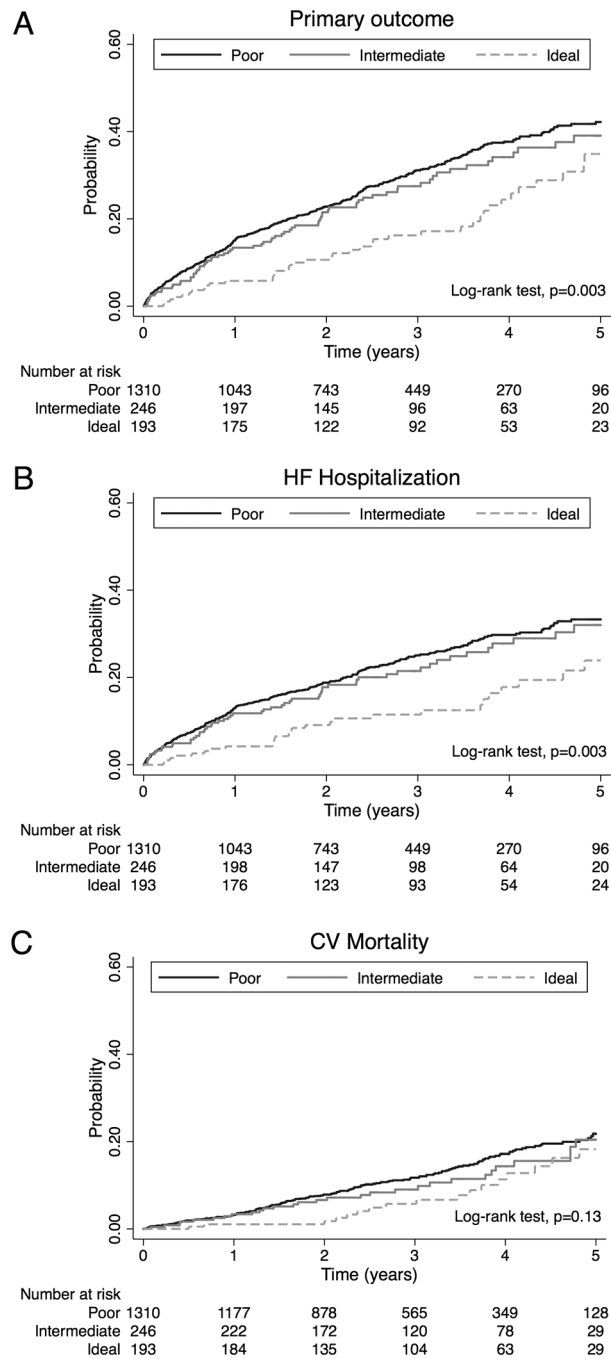 A
Primary outcome
Poor Intermediate Ideal
0.60
0.40
0.20
0.00
Probability
Log-rank test, p=0.003
0 1 2 3 4 5
Time (years)
Number at risk
Poor 1310 1043 743 449 270 96
Intermediate 246 197 145 96 63 20
Ideal 193 175 122 92 53 23
B
HF Hospitalization
Poor Intermediate Ideal
0.60
0.40
0.20
0.00
Probability
Log-rank test, p=0.003
0 1 2 3 4 5
Time (years)
Number at risk
Poor 1310 1043 743 449 270 96
Intermediate 246 198 147 98 64 20
Ideal 193 176 123 93 54 24
C
CV Mortality
Poor Intermediate Ideal
0.60
0.40
0.20
0.00
Probability
Log-rank test, p=0.13
0 1 2 3 4 5
Time (years)
Number at risk
Poor 1310 1177 878 565 349 128
Intermediate 246 222 172 120 78 29
Ideal 193 184 135 104 63 29